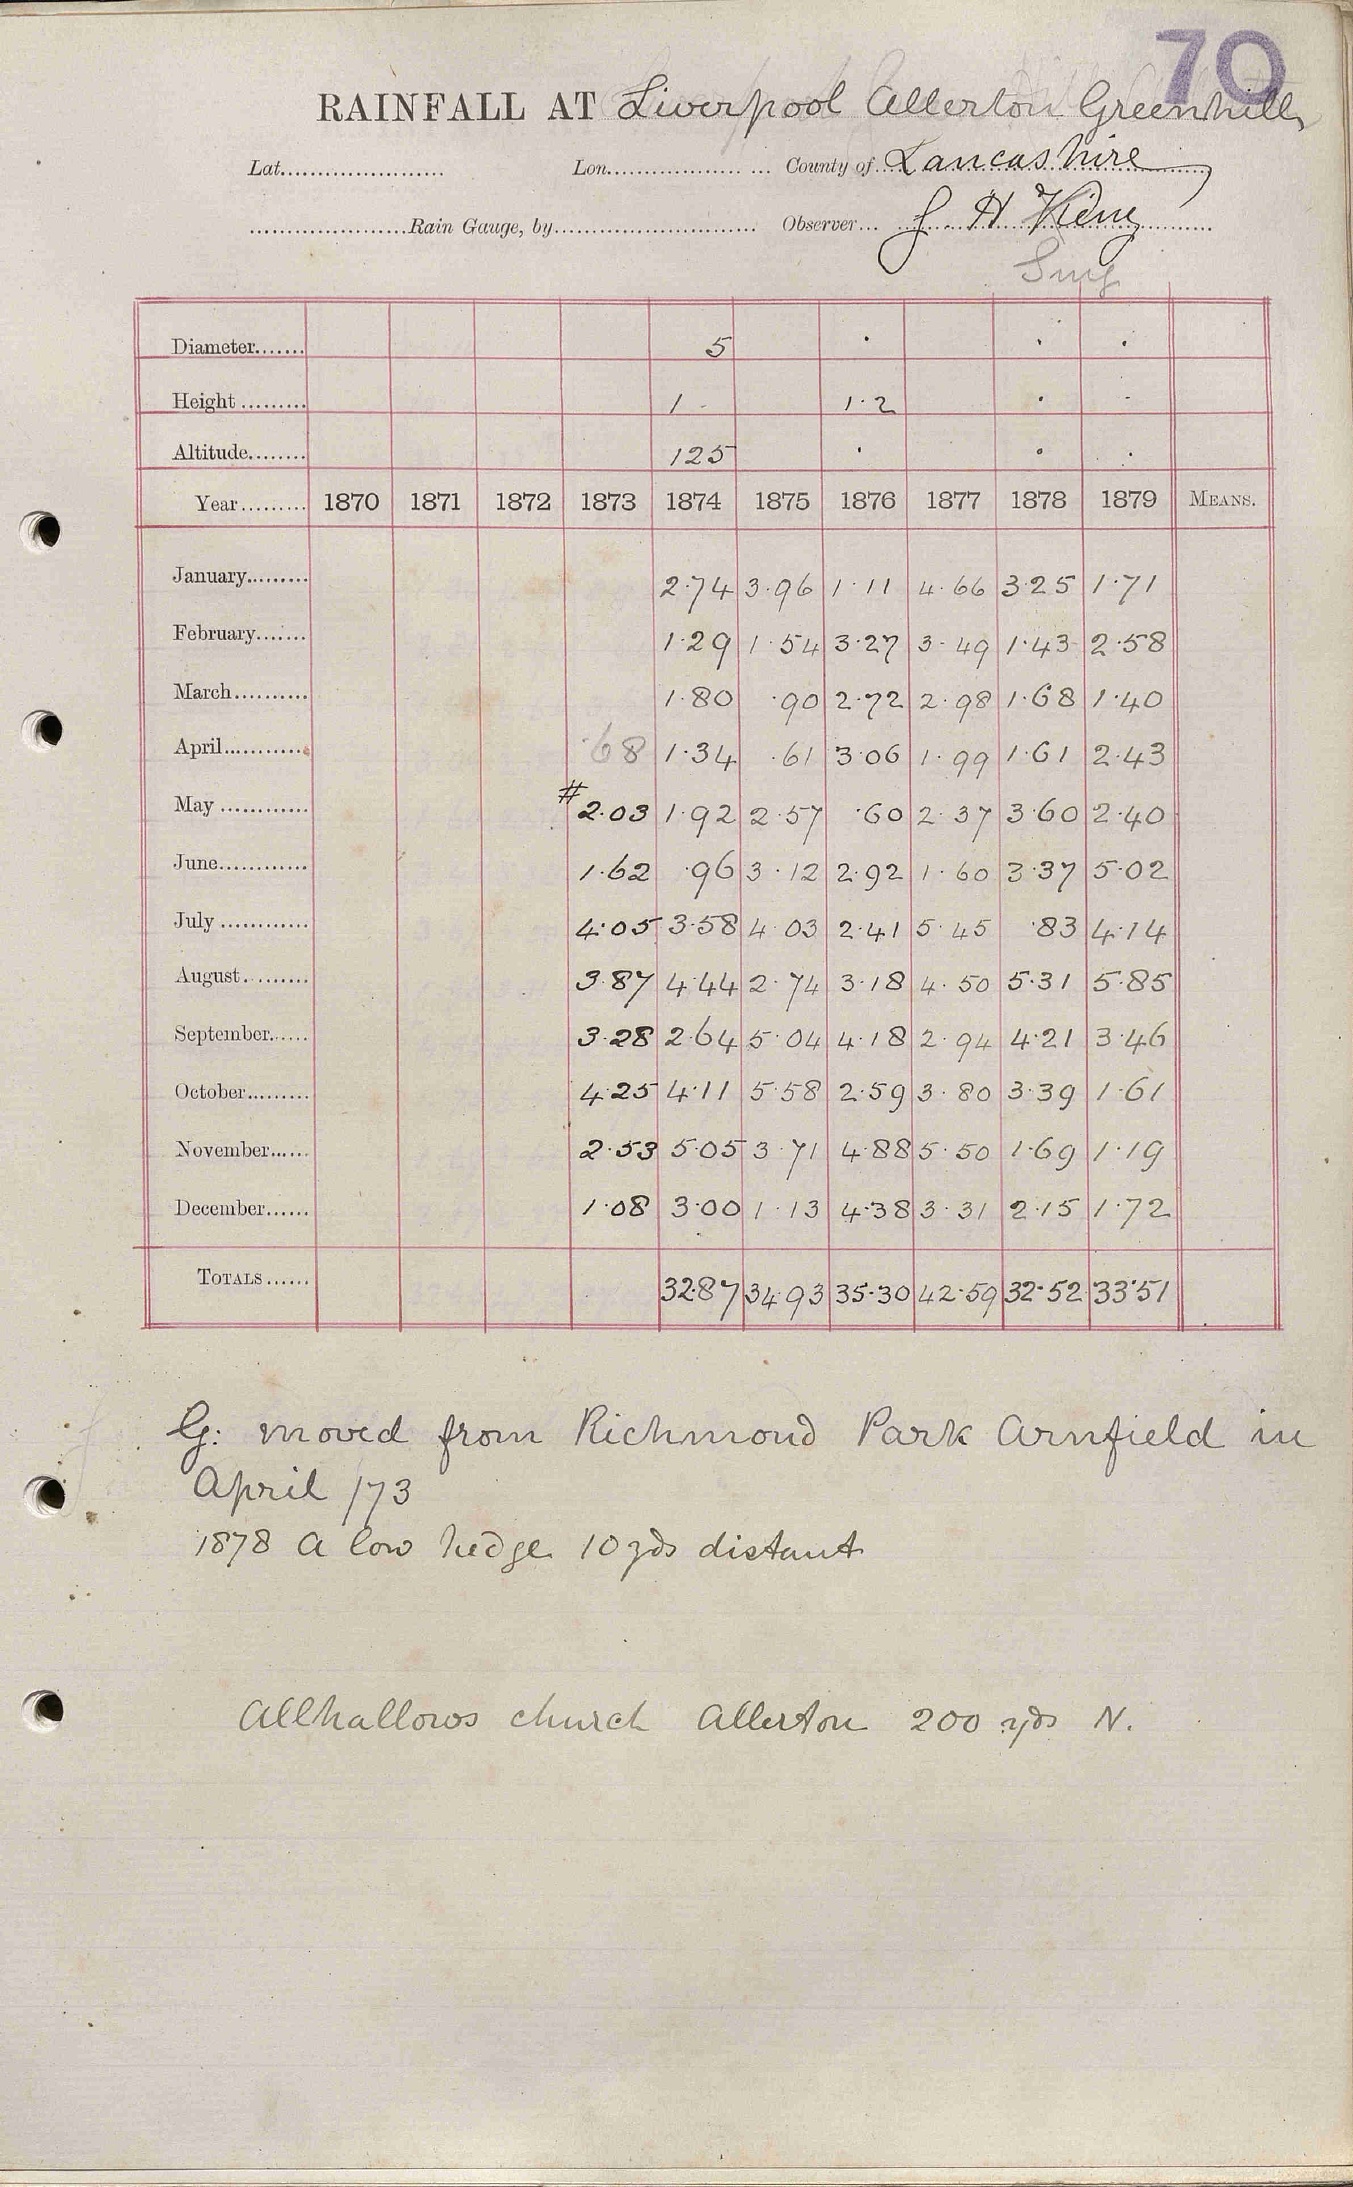 70
RAINFALL AT Liverpool Allerton Greenhills
Lat...................... Lon.................. ... County of...Lancashire
.....................Rain Gauge, by........................... Observer... J. H. King
Diameter....... 5 · · ·
Height ......... 1 - 1·2 · ·
Altitude........ 125 · · ·
Year......... 1870 1871 1872 1873 1874 1875 1876 1877 1878 1879 MEANS.
January......... 2·74 3·96 1·11 4·66 3·25 1·71
February....... 1·29 1·54 3·27 3·49 1·43 2·58
March.......... 1·80 ·90 2·72 2·98 1·68 1·40
April............ ·68 1·34 ·61 3·06 1·99 1·61 2·43
May ............ #2·03 1·92 2·57 ·60 2·37 3·60 2·40
June............ 1·62 ·96 3·12 2·92 1·60 3·37 5·02
July ............ 4·05 3·58 4·03 2·41 5·45 ·83 4·14
August......... 3·87 4·44 2·74 3·18 4·50 5·31 5·85
September...... 3·28 2·64 5·04 4·18 2·94 4·21 3·46
October......... 4·25 4·11 5·58 2·59 3·80 3·39 1·61
November...... 2·53 5·05 3·71 4·88 5·50 1·69 1·19
December...... 1·08 3·00 1·13 4·38 3·31 2·15 1·72
TOTALS...... 32·87 34·93 35·30 42·59 32·52 33·51
G: moved from Richmond Park Arnfield in
April /73
1878 A low hedge 10 yds distant
Allhallows church Allerton 200 yds N.